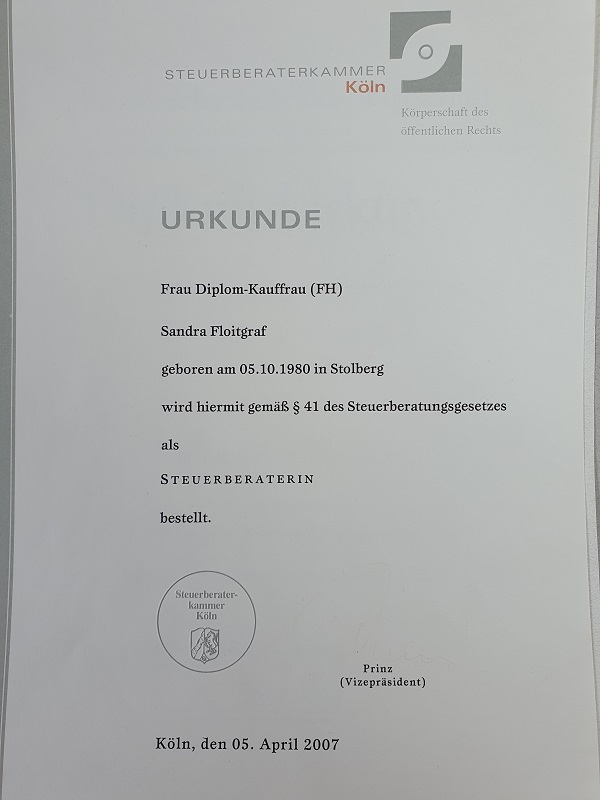 STEUERBERATERKAMMER
Köln
Körperschaft des
öffentlichen Rechts
URKUNDE
Frau Diplom-Kauffrau (FH)
Sandra Floitgraf
geboren am 05.10.1980 in Stolberg
wird hiermit gemäß § 41 des Steuerberatungsgesetzes
als
STEUERBERATERIN
bestellt.
Steuerberater-
kammer
Köln
Prinz
(Vizepräsident)
Köln, den 05. April 2007